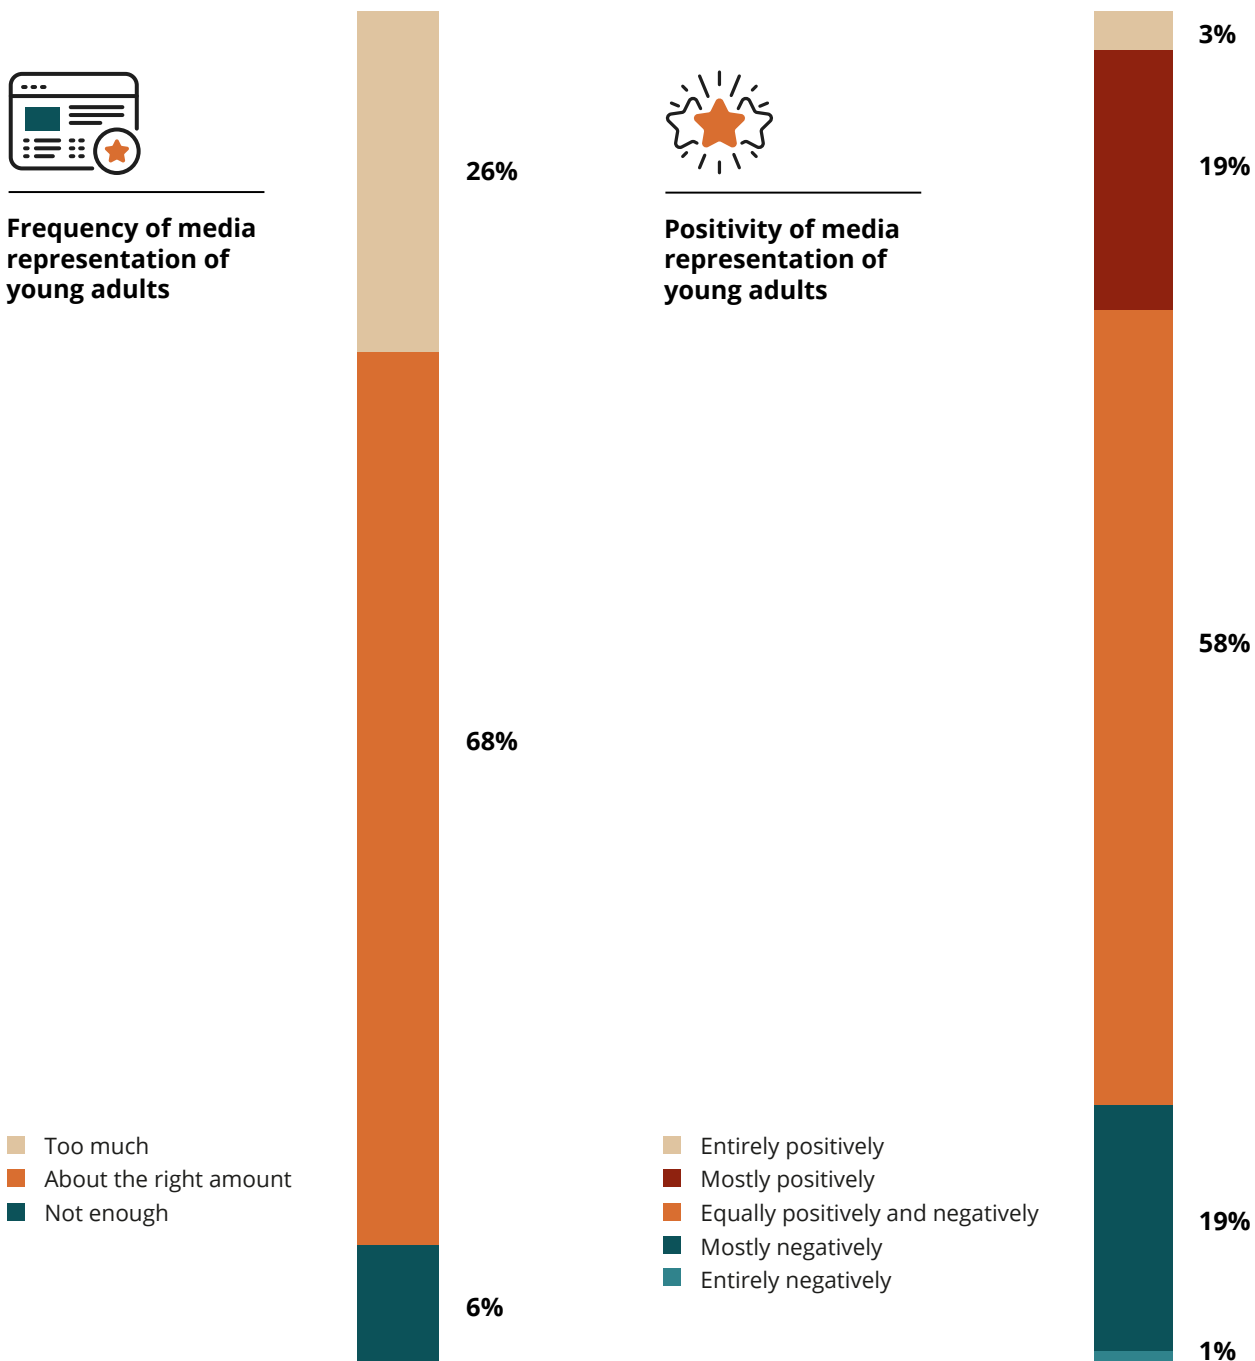 Frequency of media
representation of
young adults
26%
68%
6%
Too much
About the right amount
Not enough
Positivity of media
representation of
young adults
3%
19%
58%
19%
1%
Entirely positively
Mostly positively
Equally positively and negatively
Mostly negatively
Entirely negatively